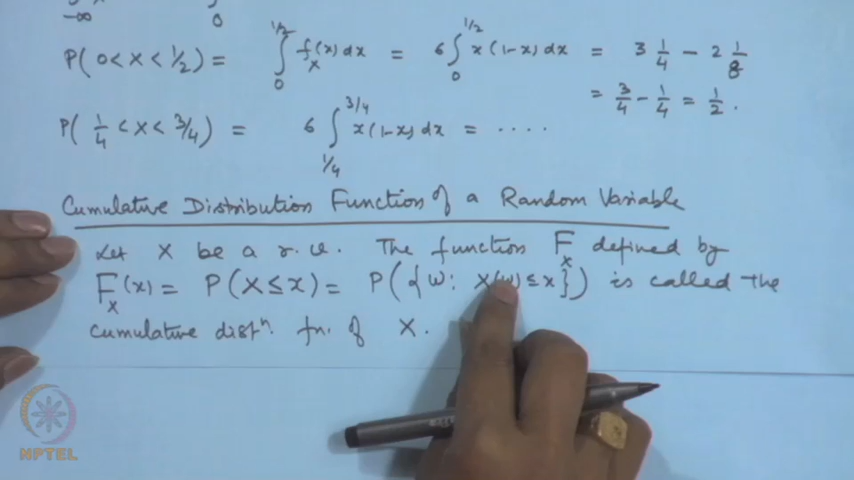 -∞ 0
P(0<X<1/2) = ∫_0^{1/2} f_X(x) dx = 6 ∫_0^{1/2} x(1-x) dx = 3 1/4 - 2 1/8
= 3/4 - 1/4 = 1/2.
P(1/4 < X < 3/4) = 6 ∫_{1/4}^{3/4} x(1-x) dx = ....
Cumulative Distribution Function of a Random Variable
Let X be a r.v. The function F_X defined by
F_X(x) = P(X≤x) = P({ω: X(ω)≤x}) is called the
cumulative distⁿ. fn. of X.
NPTEL